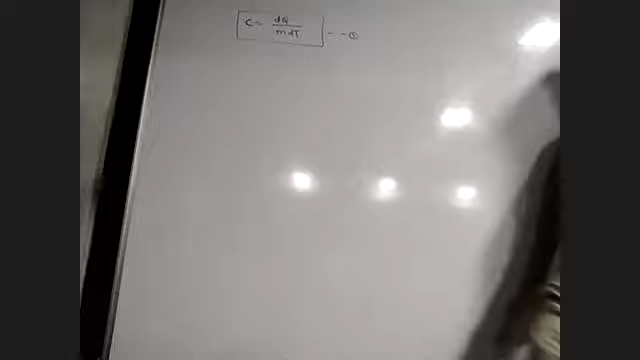 C = dQ / mdT - - ①